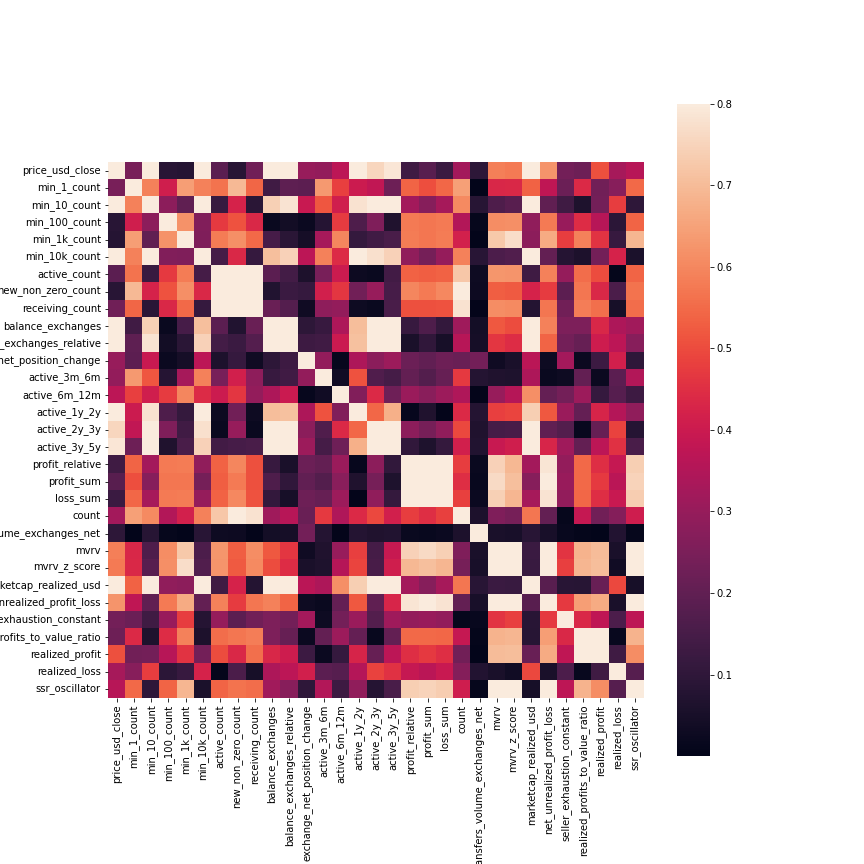 0.8
0.7
0.6
0.5
0.4
0.3
0.2
0.1
price_usd_close
min_1_count
min_10_count
min_100_count
min_1k_count
min_10k_count
active_count
new_non_zero_count
receiving_count
balance_exchanges
_exchanges_relative
net_position_change
active_3m_6m
active_6m_12m
active_1y_2y
active_2y_3y
active_3y_5y
profit_relative
profit_sum
loss_sum
count
ume_exchanges_net
mvrv
mvrv_z_score
rketcap_realized_usd
nrealized_profit_loss
exhaustion_constant
rofits_to_value_ratio
realized_profit
realized_loss
ssr_oscillator
price_usd_close
min_1_count
min_10_count
min_100_count
min_1k_count
min_10k_count
active_count
new_non_zero_count
receiving_count
balance_exchanges
balance_exchanges_relative
exchange_net_position_change
active_3m_6m
active_6m_12m
active_1y_2y
active_2y_3y
active_3y_5y
profit_relative
profit_sum
loss_sum
count
ansfers_volume_exchanges_net
mvrv
mvrv_z_score
marketcap_realized_usd
net_unrealized_profit_loss
seller_exhaustion_constant
realized_profits_to_value_ratio
realized_profit
realized_loss
ssr_oscillator